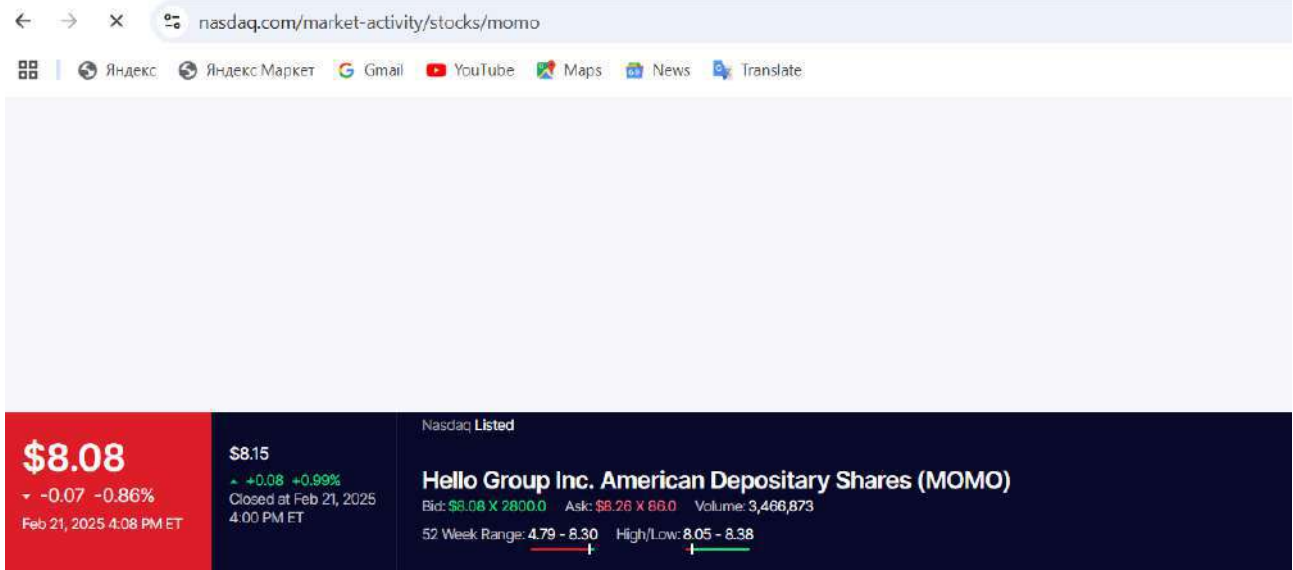 nasdaq.com/market-activity/stocks/momo
Яндекс Яндекс Маркет Gmail YouTube Maps News Translate
$8.08
-0.07 -0.86%
Feb 21, 2025 4:08 PM ET
$8.15
+0.08 +0.99%
Closed at Feb 21, 2025
4:00 PM ET
Nasdaq Listed
Hello Group Inc. American Depositary Shares (MOMO)
Bid: $8.08 X 2800.0 Ask: $8.26 X 86.0 Volume: 3,466,873
52 Week Range: 4.79 - 8.30 High/Low: 8.05 - 8.38